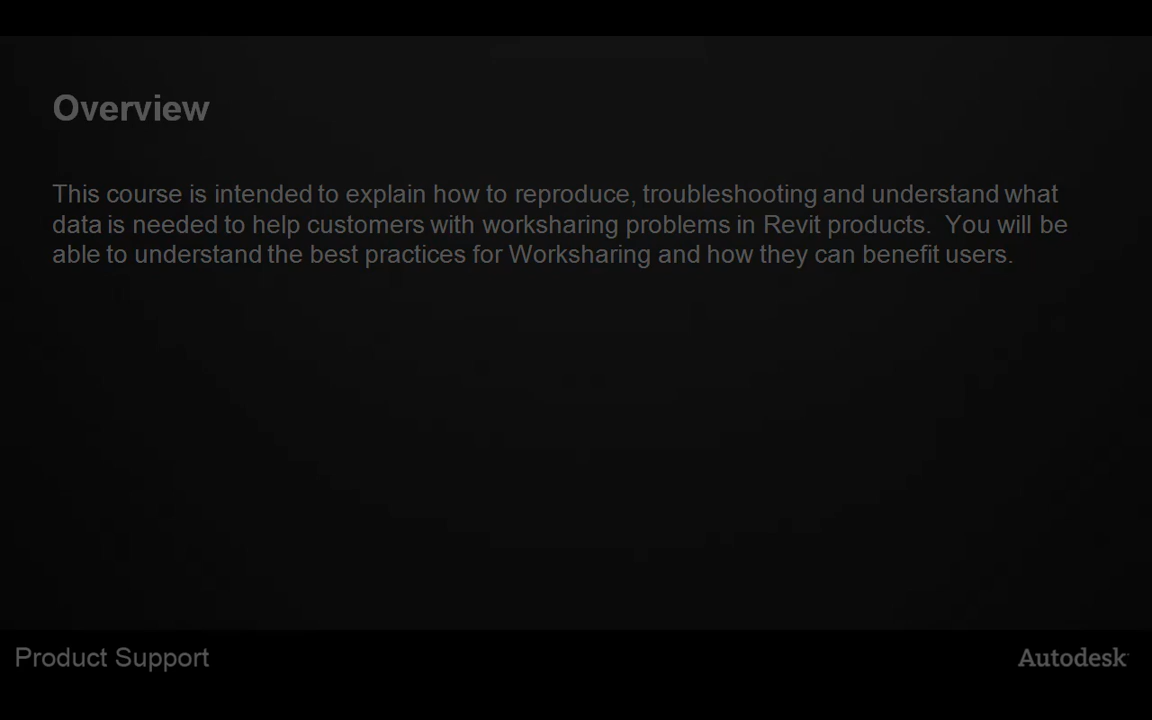 Overview
This course is intended to explain how to reproduce, troubleshooting and understand what
data is needed to help customers with worksharing problems in Revit products.  You will be
able to understand the best practices for Worksharing and how they can benefit users.
Product Support
Autodesk